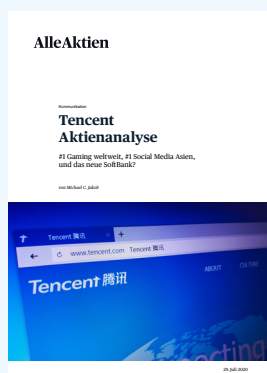 AlleAktien
Kommunikation
Tencent
Aktienanalyse
#1 Gaming weltweit, #1 Social Media Asien,
und das neue SoftBank?
von Michael C. Jakob
Tencent 腾讯
www.tencent.com Tencent 腾讯
ABOUT CULTURE
Tencent 腾讯
necting
29. Juli 2020